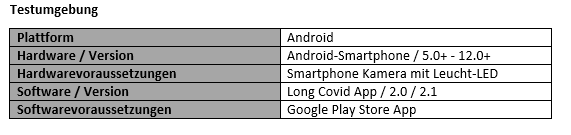 Testumgebung
Plattform Android
Hardware / Version Android-Smartphone / 5.0+ - 12.0+
Hardwarevoraussetzungen Smartphone Kamera mit Leucht-LED
Software / Version Long Covid App / 2.0 / 2.1
Softwarevoraussetzungen Google Play Store App